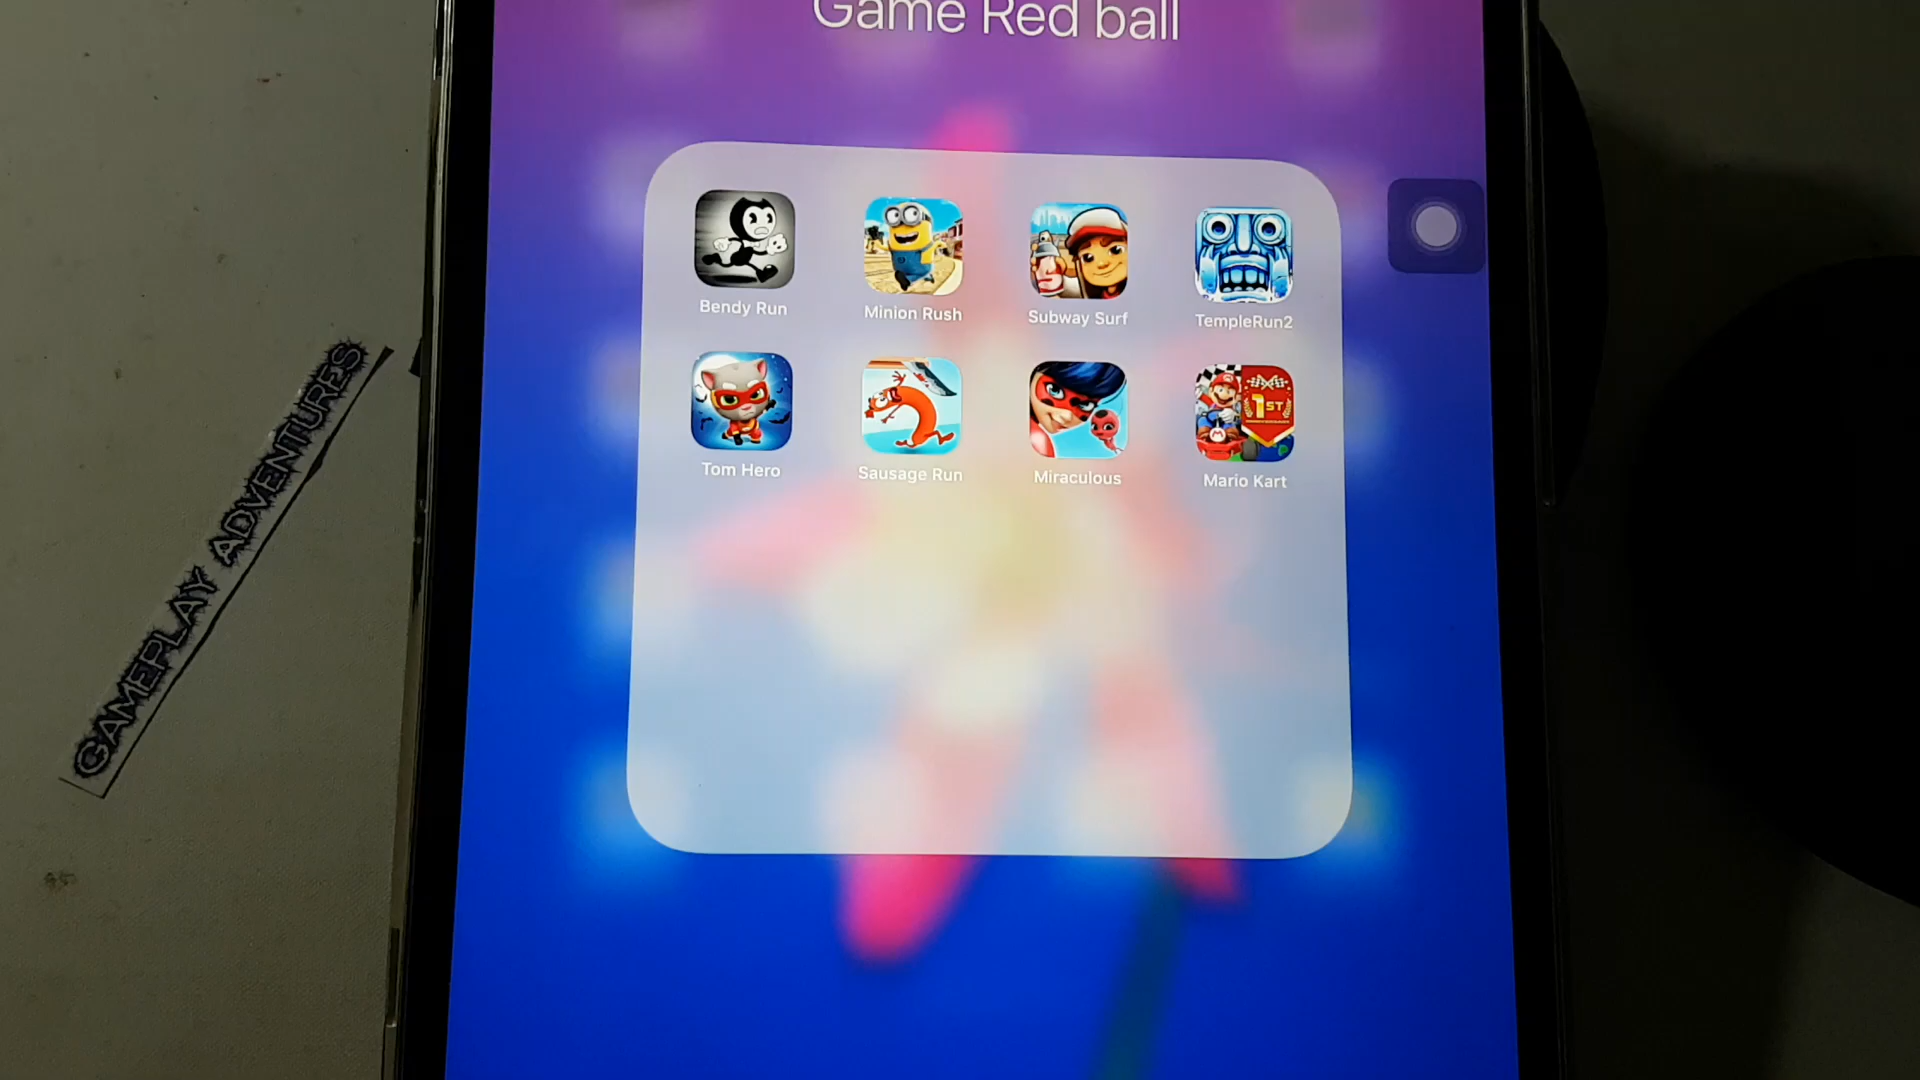 Game Red ball
Bendy Run
Minion Rush
Subway Surf
TempleRun2
1ST
Tom Hero
Sausage Run
Miraculous
Mario Kart
GAMEPLAY ADVENTURES